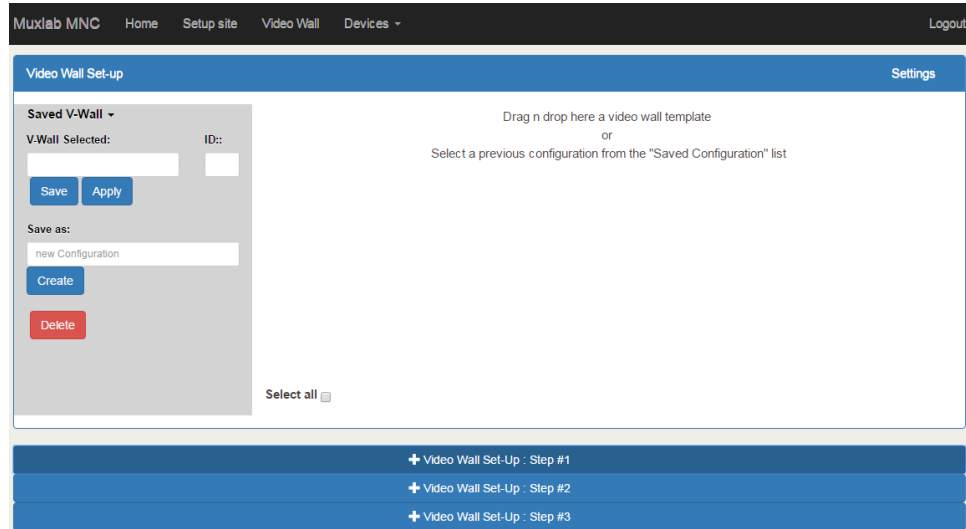 Muxlab MNC Home Setup site Video Wall Devices Logout
Video Wall Set-up Settings
Saved V-Wall
V-Wall Selected: ID::
Save Apply
Save as:
new Configuration
Create
Delete
Drag n drop here a video wall template
or
Select a previous configuration from the "Saved Configuration" list
Select all
Video Wall Set-Up : Step #1
Video Wall Set-Up : Step #2
Video Wall Set-Up : Step #3